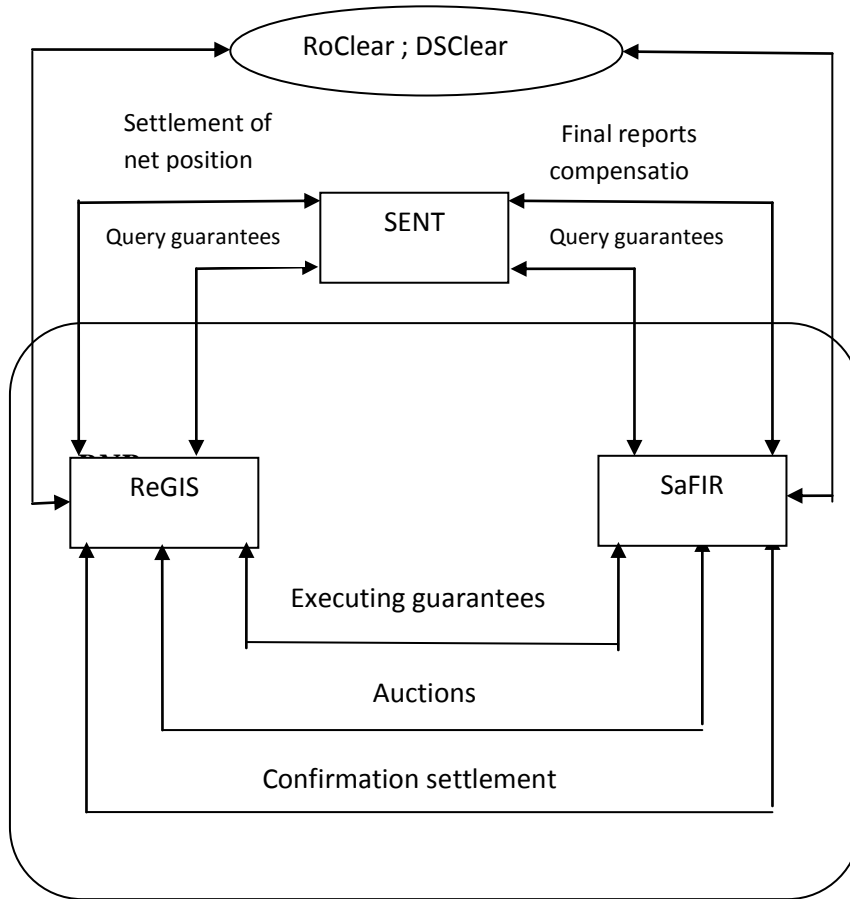 RoClear ; DSClear
Settlement of
net position
Final reports
compensatio
SENT
Query guarantees
Query guarantees
ReGIS
SaFIR
Executing guarantees
Auctions
Confirmation settlement